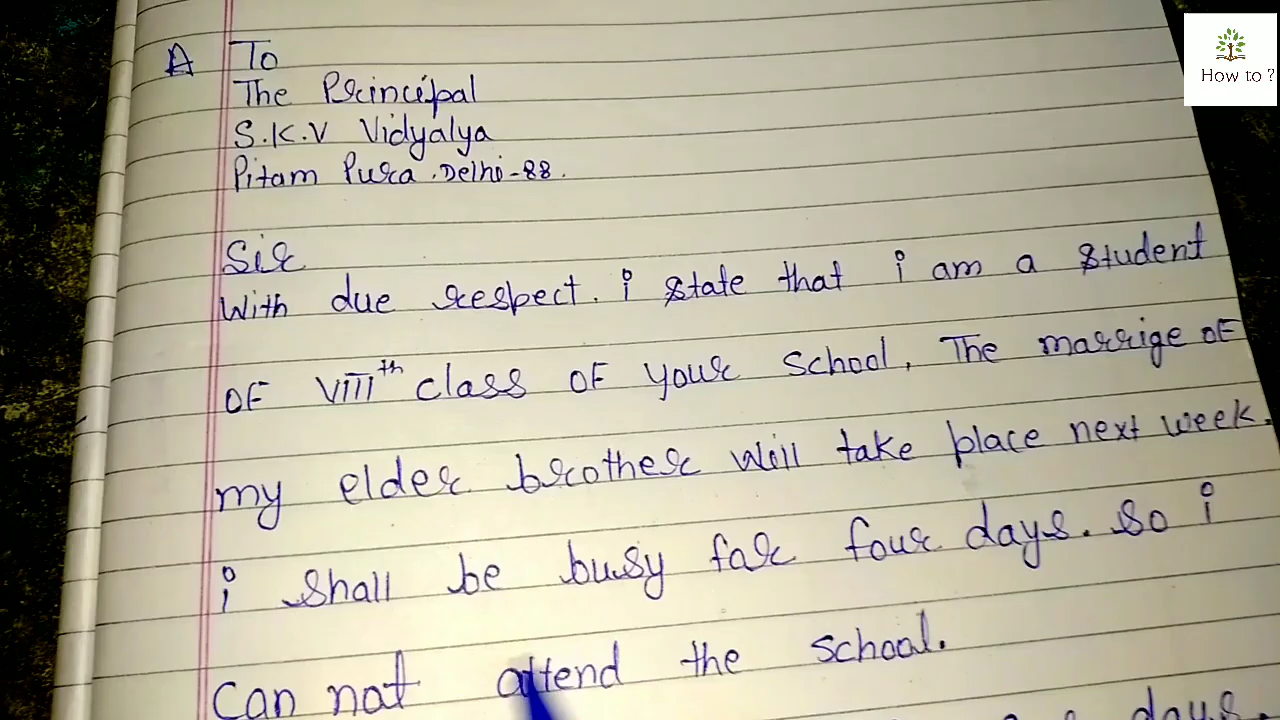 How to ?
A To
The Principal
S.K.V Vidyalya
Pitam Pura .Delhi-88.
Sir
With due respect. i state that i am a student
of VIIIth class of your school, The marrige of
my elder brother will take place next week.
i shall be busy far four days. So i
Can not attend the school.
days.